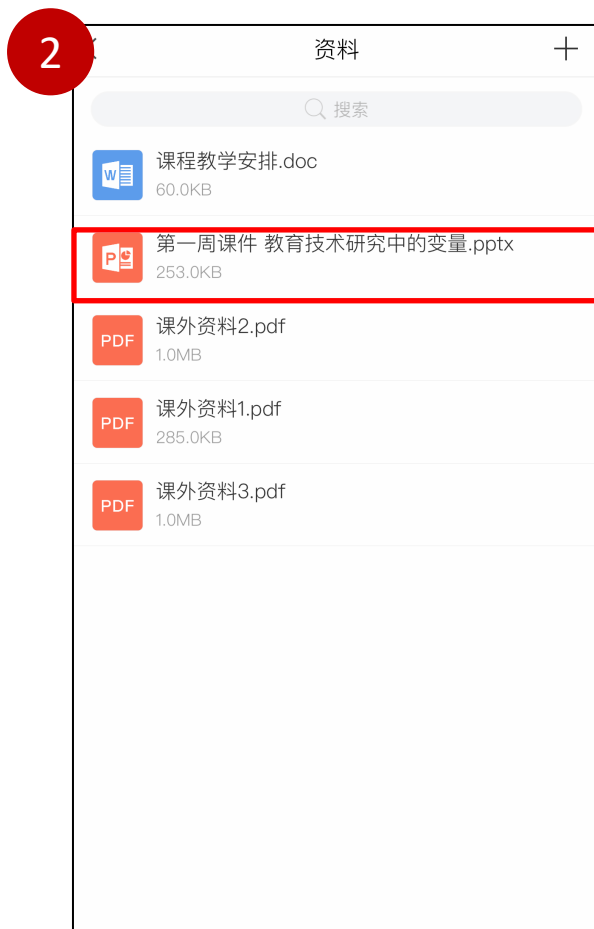 2
资料
搜索
W
课程教学安排.doc
60.0KB
P
第一周课件 教育技术研究中的变量.pptx
253.0KB
PDF
课外资料2.pdf
1.0MB
PDF
课外资料1.pdf
285.0KB
PDF
课外资料3.pdf
1.0MB